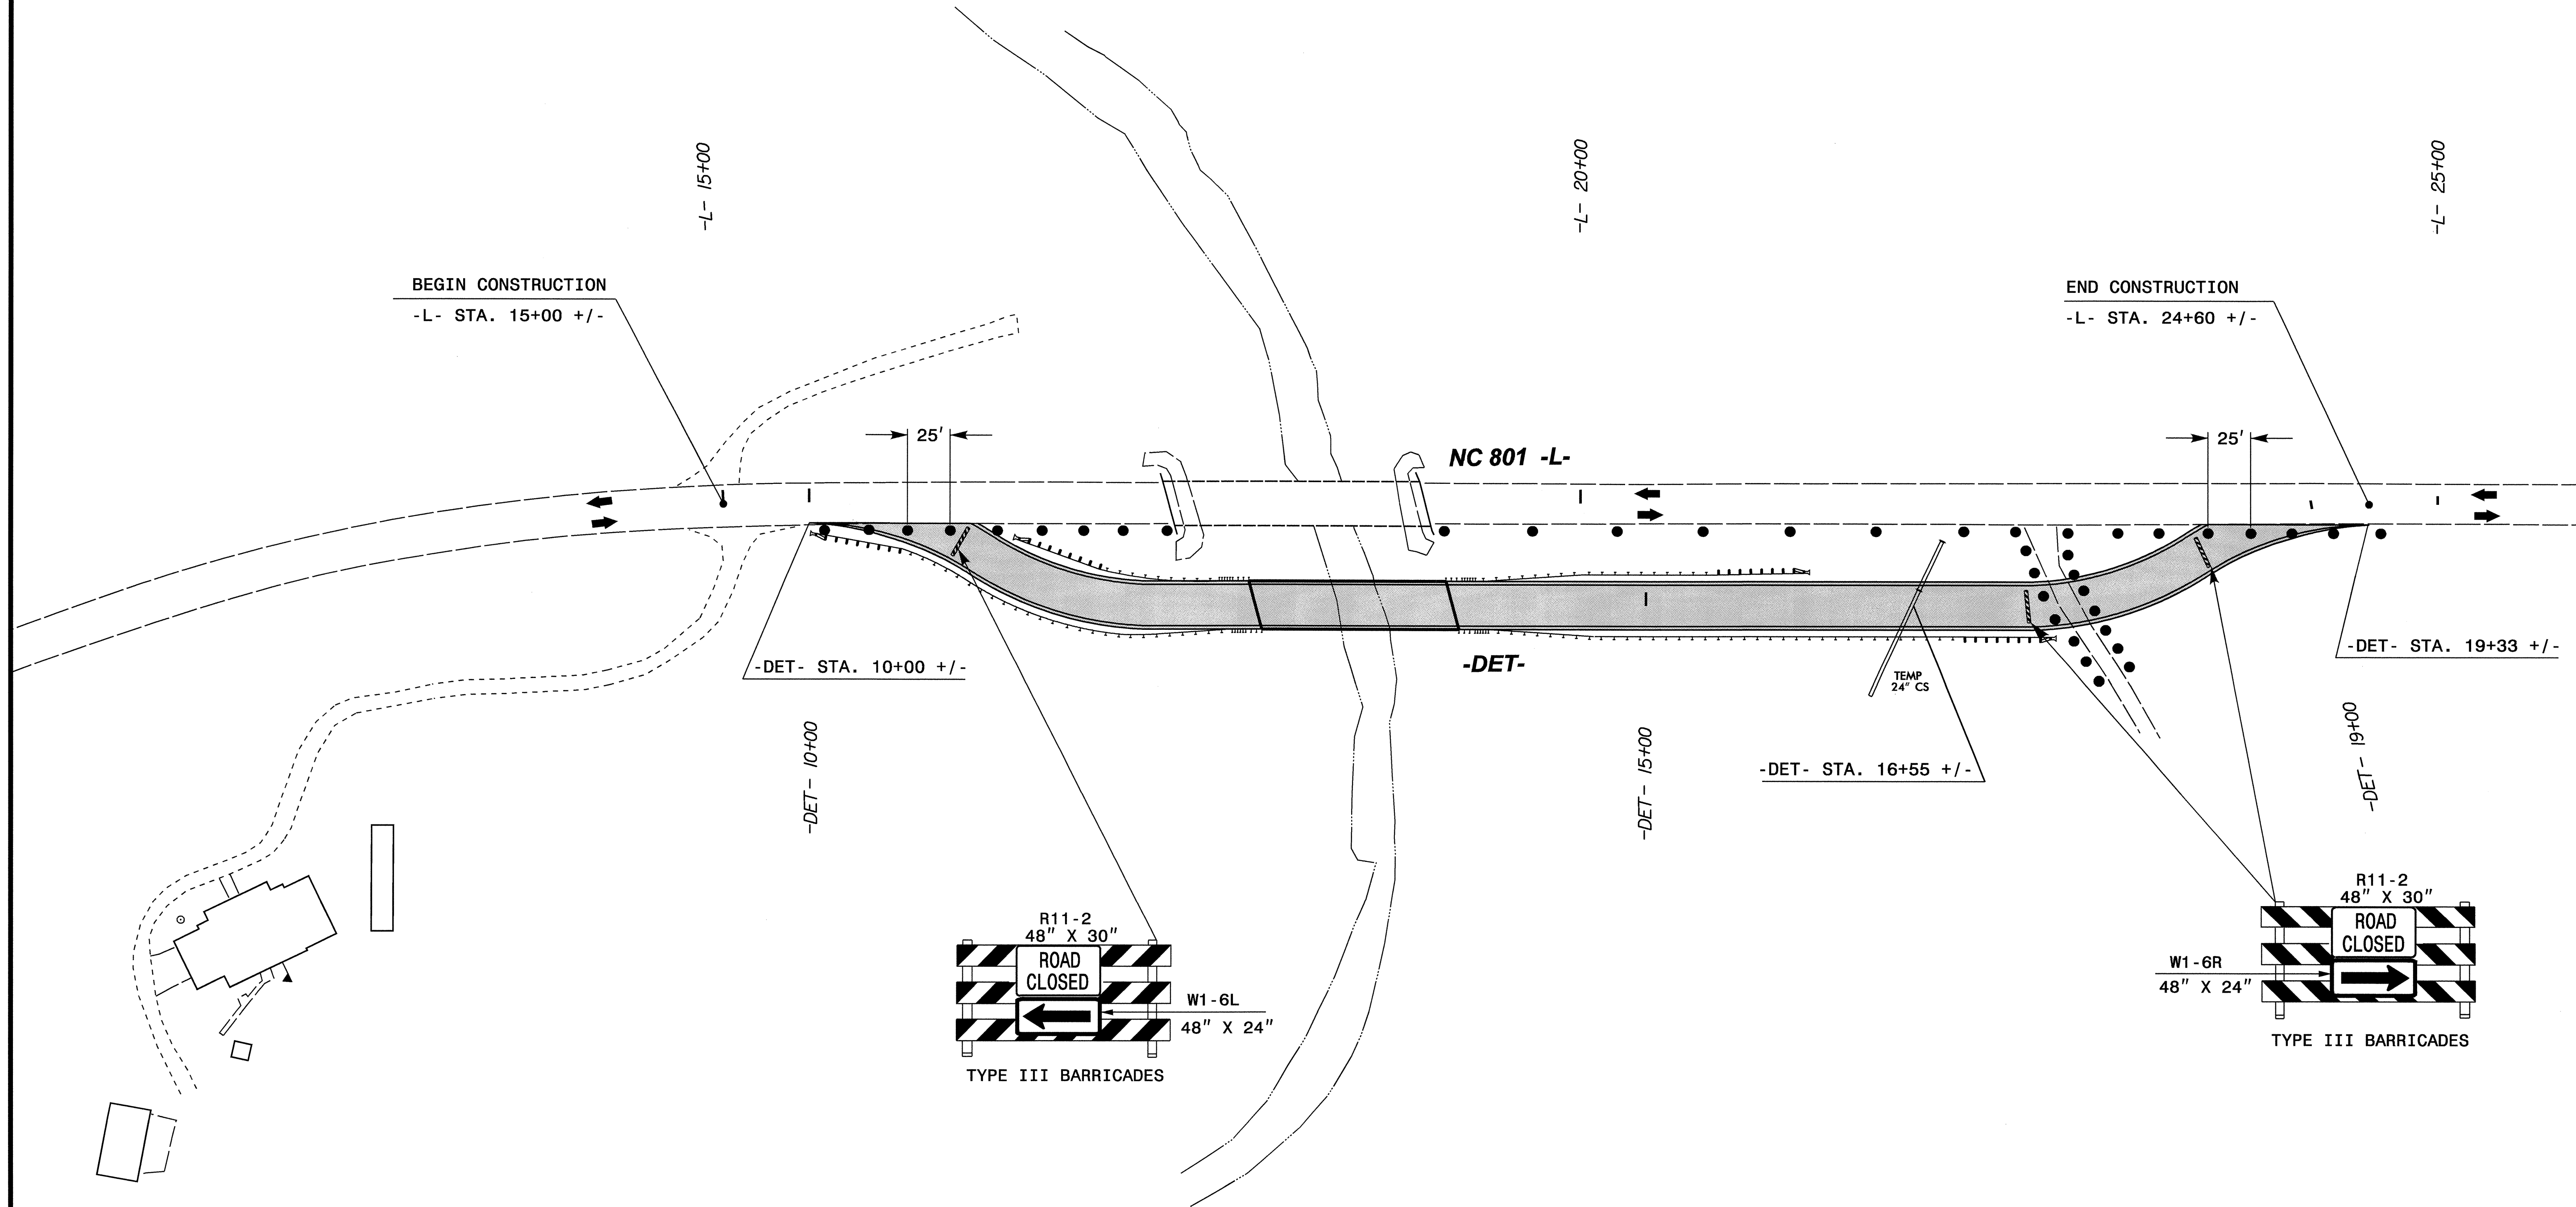 -L- 15+00
-L- 20+00
-L- 25+00
BEGIN CONSTRUCTION
-L- STA. 15+00 +/-
END CONSTRUCTION
-L- STA. 24+60 +/-
25'
NC 801 -L-
25'
-DET- STA. 10+00 +/-
-DET-
TEMP
24" CS
-DET- STA. 19+33 +/-
-DET- 10+00
-DET- 15+00
-DET- STA. 16+55 +/-
-DET- 19+00
R11-2
48" X 30"
ROAD
CLOSED
W1-6L
48" X 24"
TYPE III BARRICADES
R11-2
48" X 30"
ROAD
CLOSED
W1-6R
48" X 24"
TYPE III BARRICADES